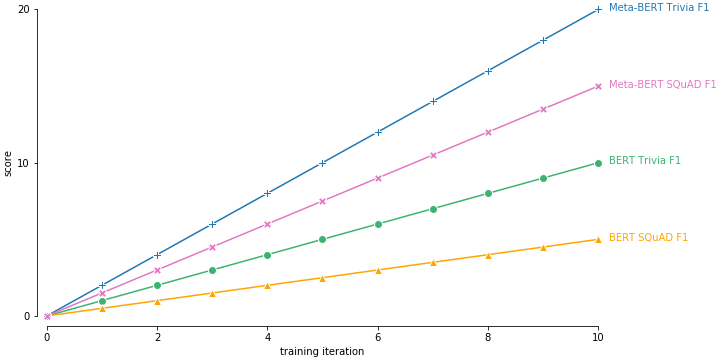 20
Meta-BERT Trivia F1
Meta-BERT SQuAD F1
score
10
BERT Trivia F1
BERT SQuAD F1
0
0 2 4 6 8 10
training iteration